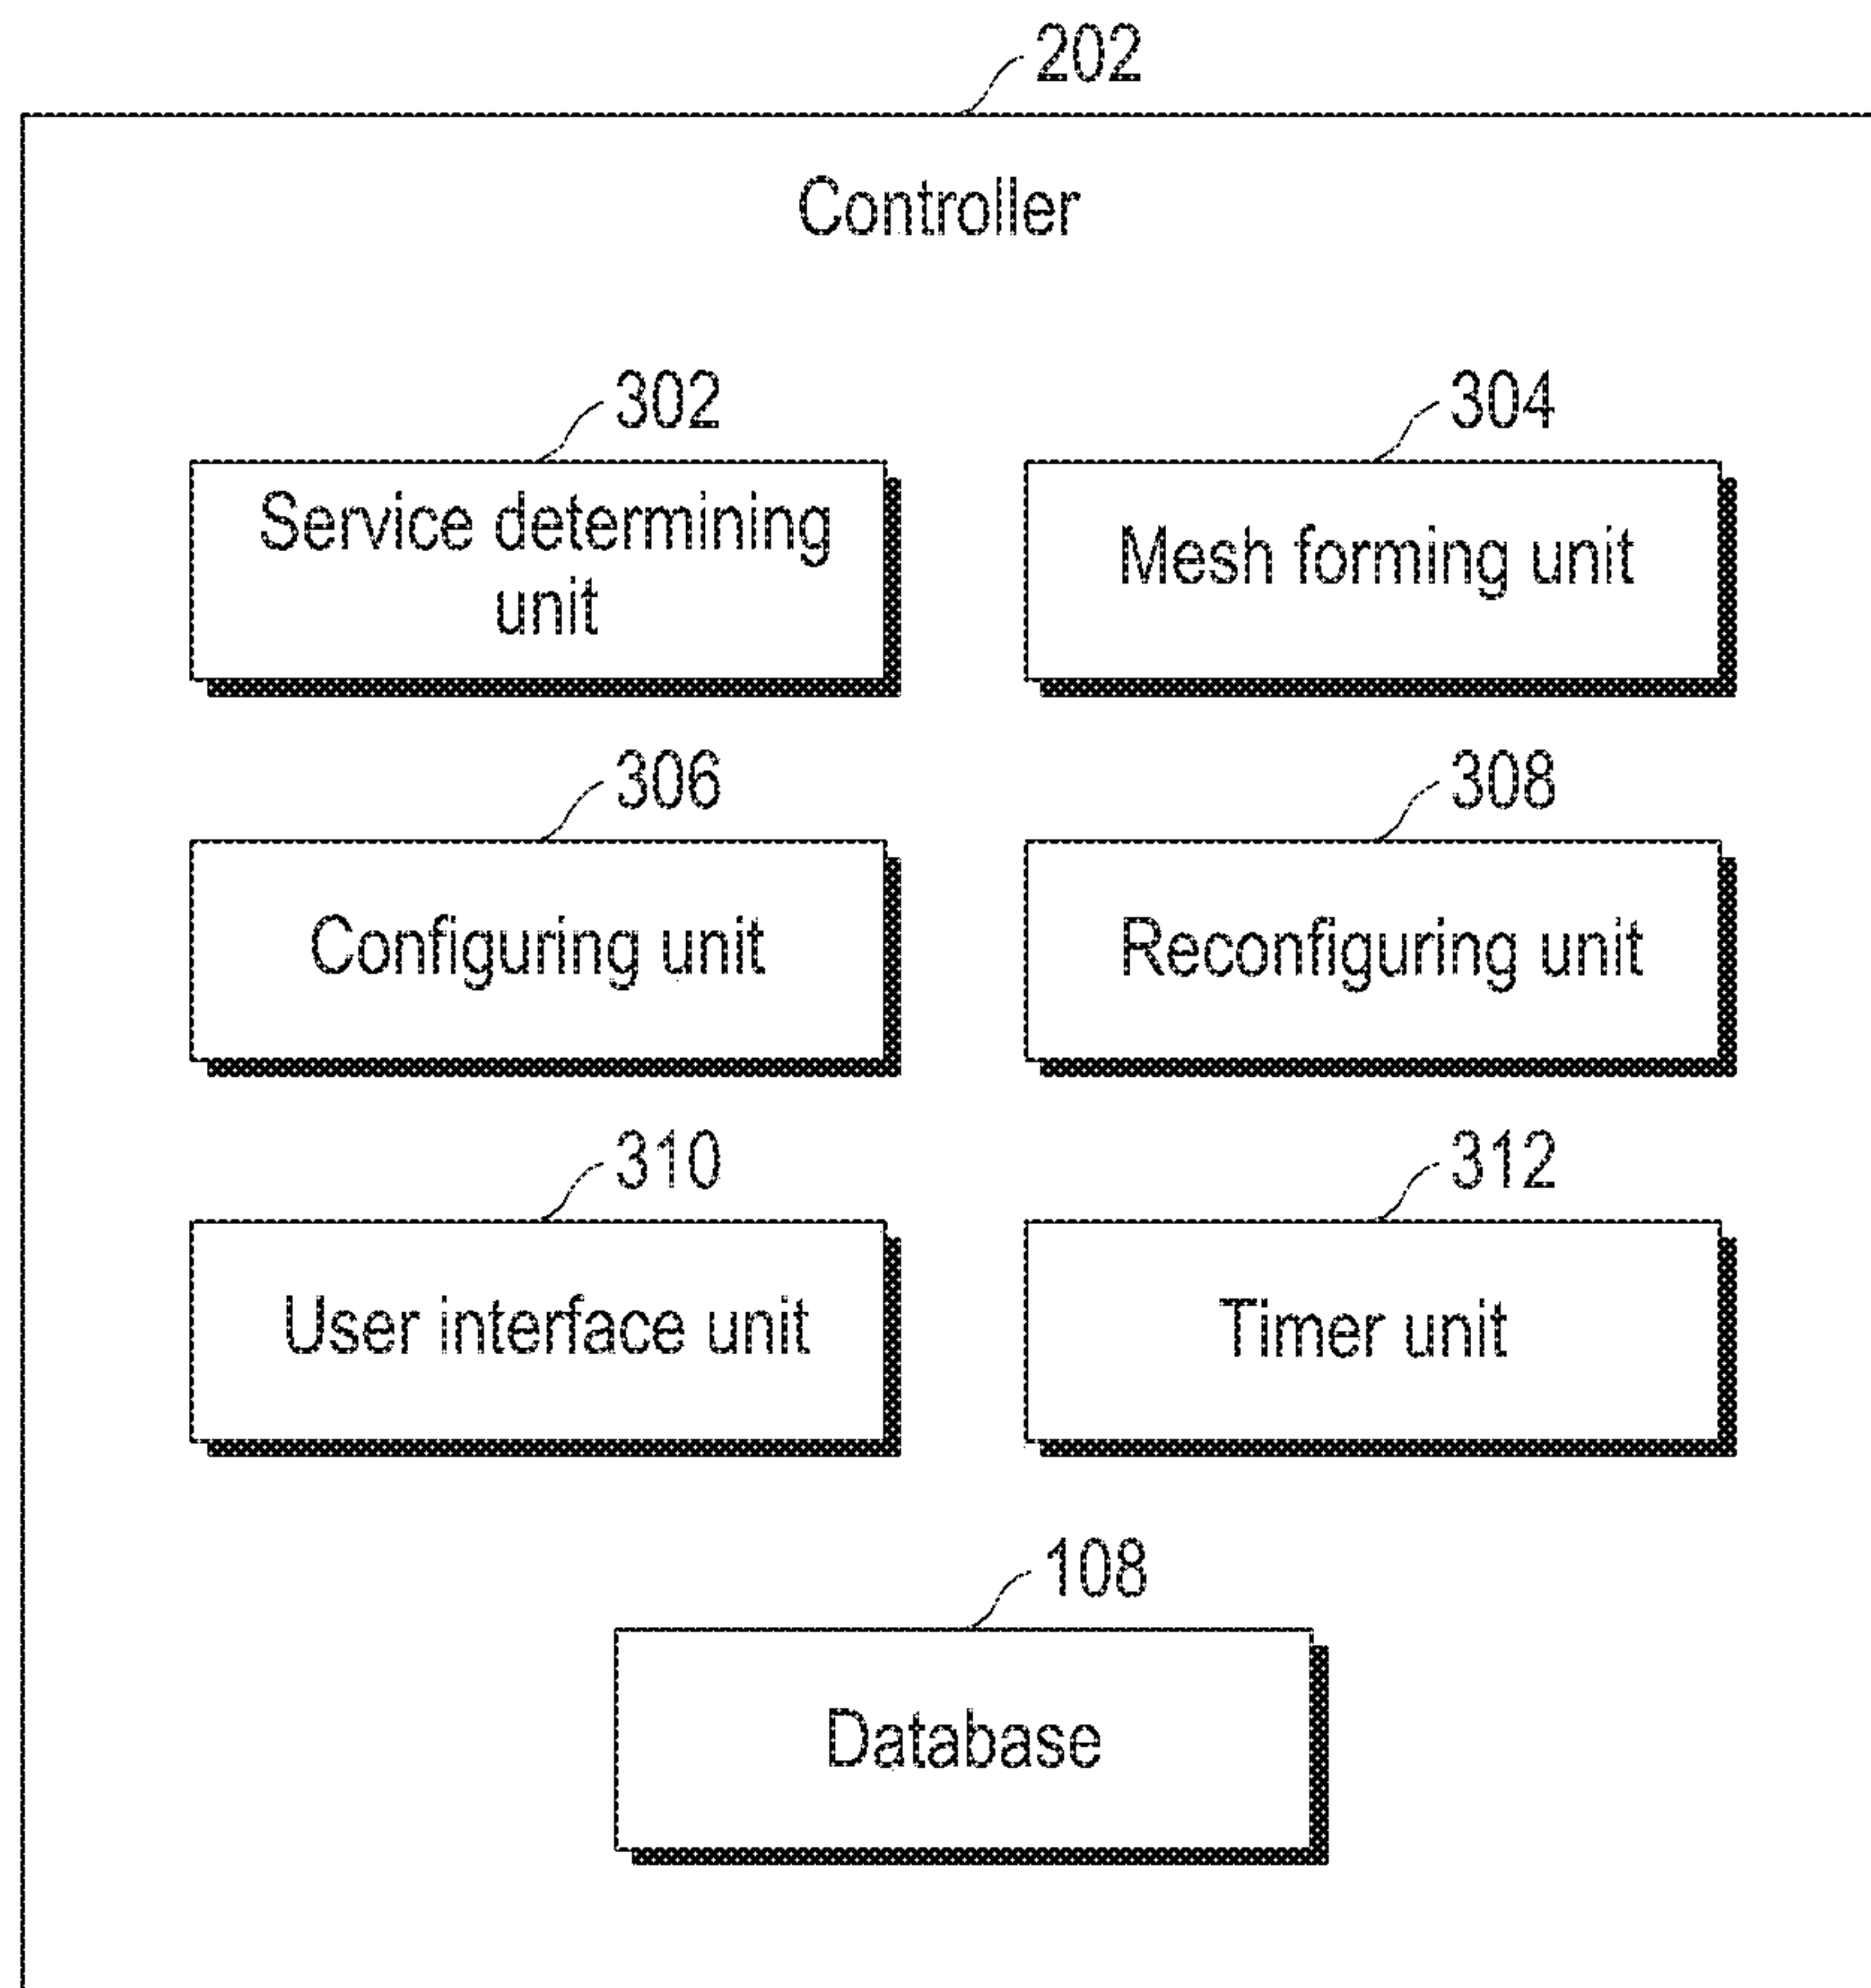 202
Controller
302
304
Service determining
unit
Mesh forming unit
306
308
Configuring unit
Reconfiguring unit
310
312
User interface unit
Timer unit
108
Database